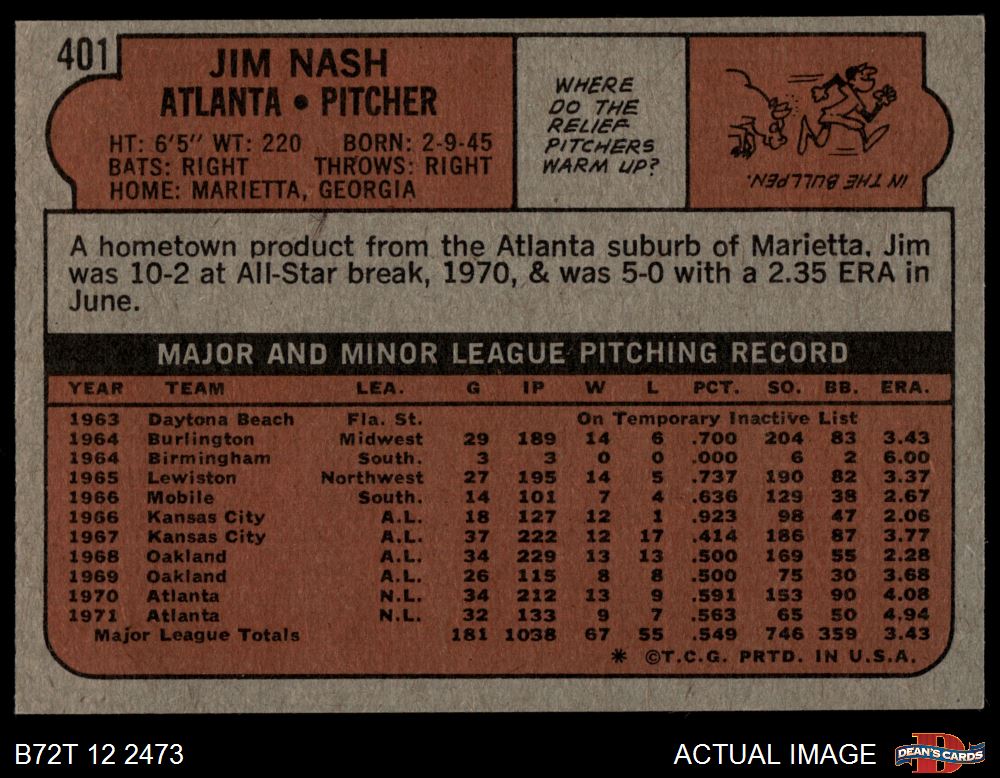 401
JIM NASH
ATLANTA • PITCHER
HT: 6'5" WT: 220 BORN: 2-9-45
BATS: RIGHT THROWS: RIGHT
HOME: MARIETTA, GEORGIA
WHERE
DO THE
RELIEF
PITCHERS
WARM UP?
IN THE BULLPEN.
A hometown product from the Atlanta suburb of Marietta, Jim
was 10-2 at All-Star break, 1970, & was 5-0 with a 2.35 ERA in
June.
MAJOR AND MINOR LEAGUE PITCHING RECORD
YEAR TEAM LEA. G IP W L PCT. SO. BB. ERA.
1963 Daytona Beach Fla. St. On Temporary Inactive List
1964 Burlington Midwest 29 189 14 6 .700 204 83 3.43
1964 Birmingham South. 3 3 0 0 .000 6 2 6.00
1965 Lewiston Northwest 27 195 14 5 .737 190 82 3.37
1966 Mobile South. 14 101 7 4 .636 129 38 2.67
1966 Kansas City A.L. 18 127 12 1 .923 98 47 2.06
1967 Kansas City A.L. 37 222 12 17 .414 186 87 3.77
1968 Oakland A.L. 34 229 13 13 .500 169 55 2.28
1969 Oakland A.L. 26 115 8 8 .500 75 30 3.68
1970 Atlanta N.L. 34 212 13 9 .591 153 90 4.08
1971 Atlanta N.L. 32 133 9 7 .563 65 50 4.94
Major League Totals 181 1038 67 55 .549 746 359 3.43
* ©T.C.G. PRTD. IN U.S.A.
B72T 12 2473
ACTUAL IMAGE
DEAN'S CARDS